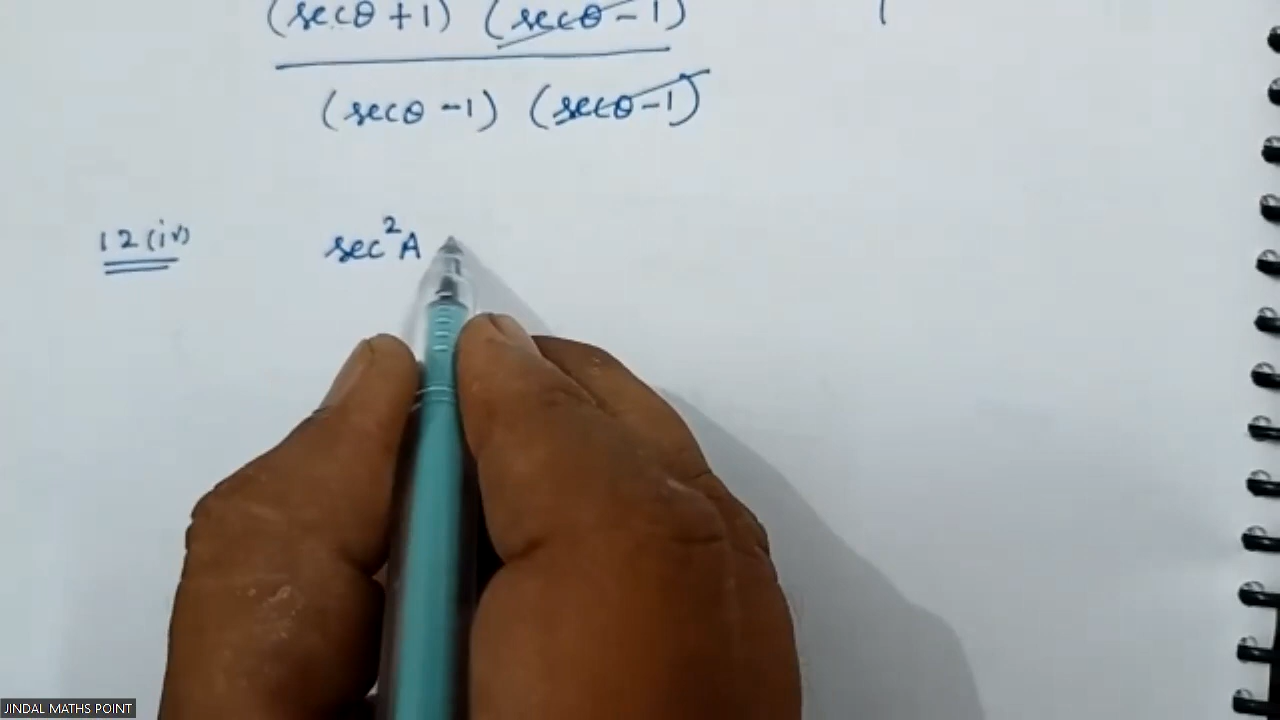 (secθ + 1) (secθ - 1)
(secθ - 1) (secθ - 1)
12(iv) sec²A
JINDAL MATHS POINT